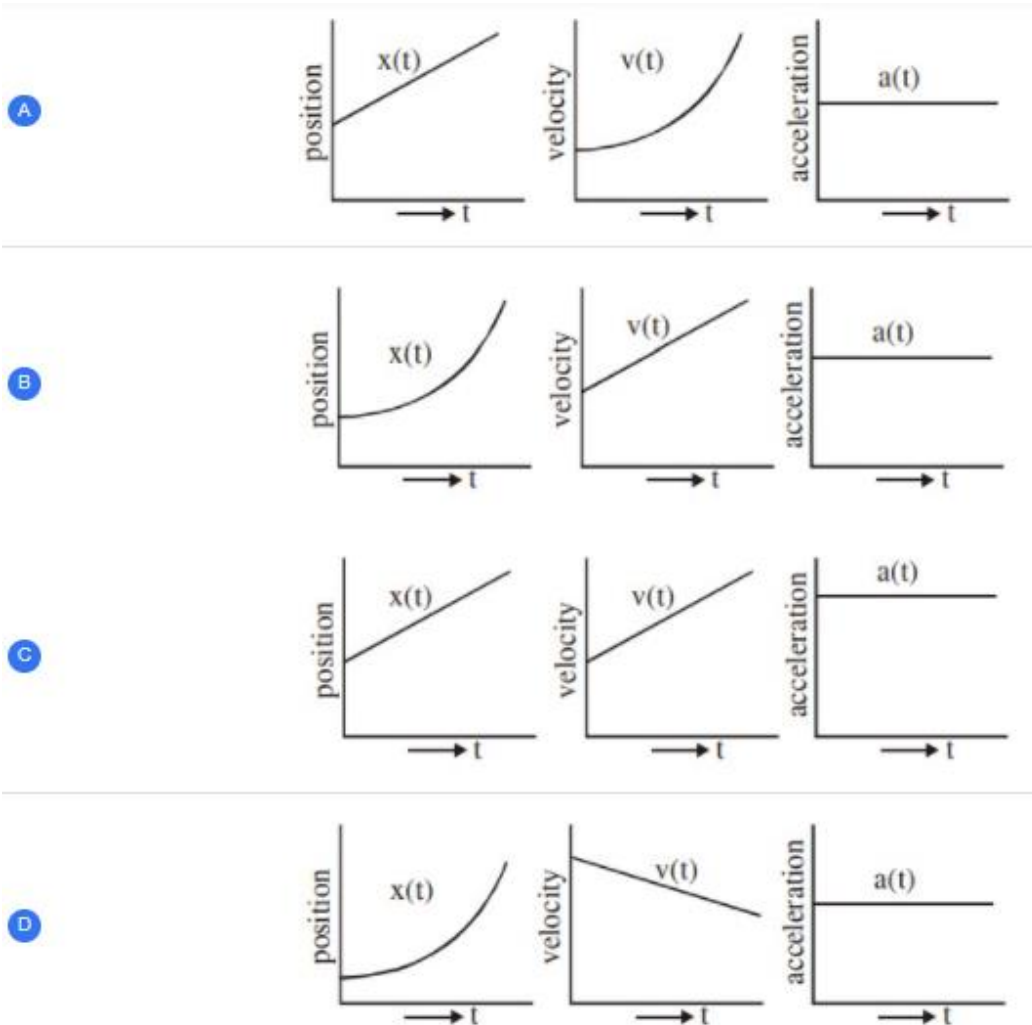 A
position
x(t)
t
velocity
v(t)
t
acceleration
a(t)
t
B
position
x(t)
t
velocity
v(t)
t
acceleration
a(t)
t
C
position
x(t)
t
velocity
v(t)
t
acceleration
a(t)
t
D
position
x(t)
t
velocity
v(t)
t
acceleration
a(t)
t